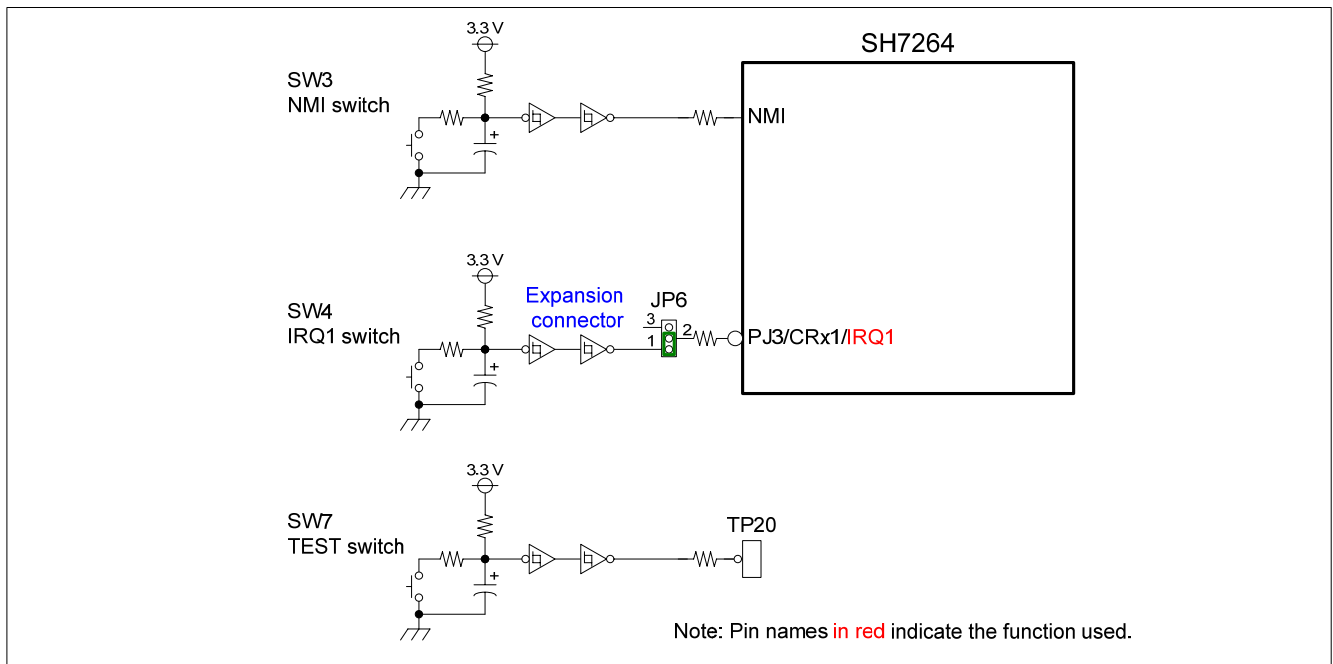 SH7264
3.3 V
SW3
NMI switch
+
NMI
3.3 V
SW4
IRQ1 switch
+
Expansion
connector
JP6
3
2
1
PJ3/CRx1/IRQ1
3.3 V
SW7
TEST switch
+
TP20
Note: Pin names in red indicate the function used.